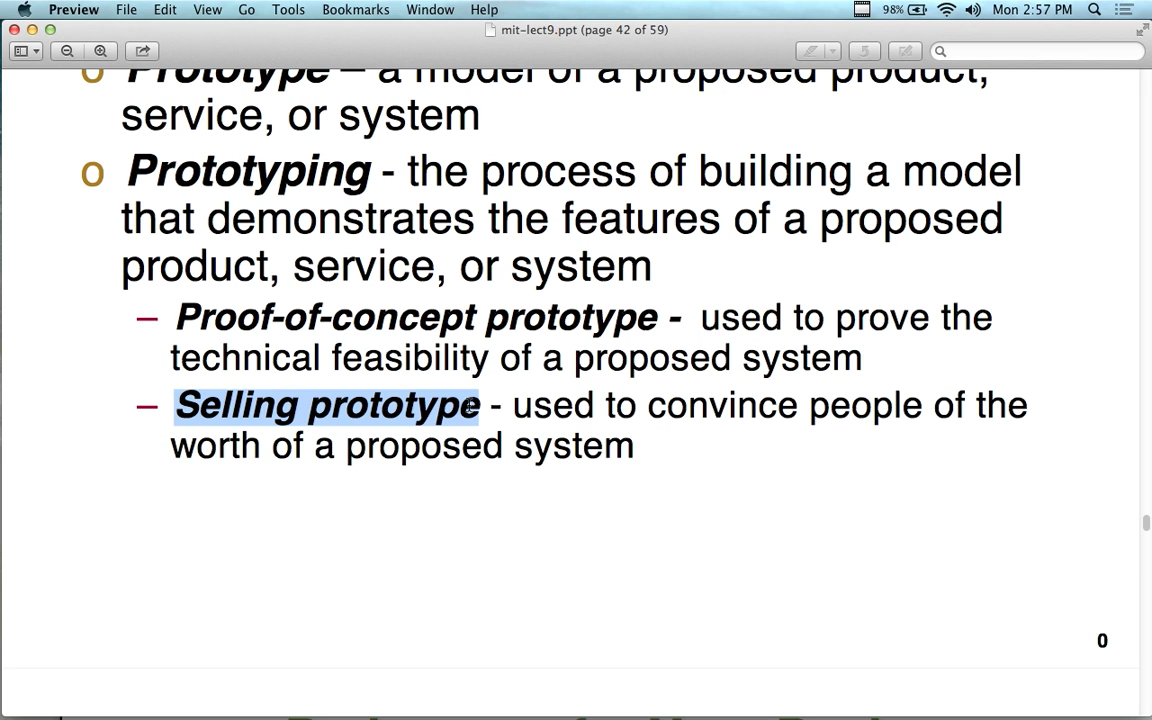 Preview File Edit View Go Tools Bookmarks Window Help 98% Mon 2:57 PM
mit-lect9.ppt (page 42 of 59)
o Prototype – a model of a proposed product,
service, or system
o Prototyping - the process of building a model
that demonstrates the features of a proposed
product, service, or system
– Proof-of-concept prototype - used to prove the
technical feasibility of a proposed system
– Selling prototype - used to convince people of the
worth of a proposed system
0